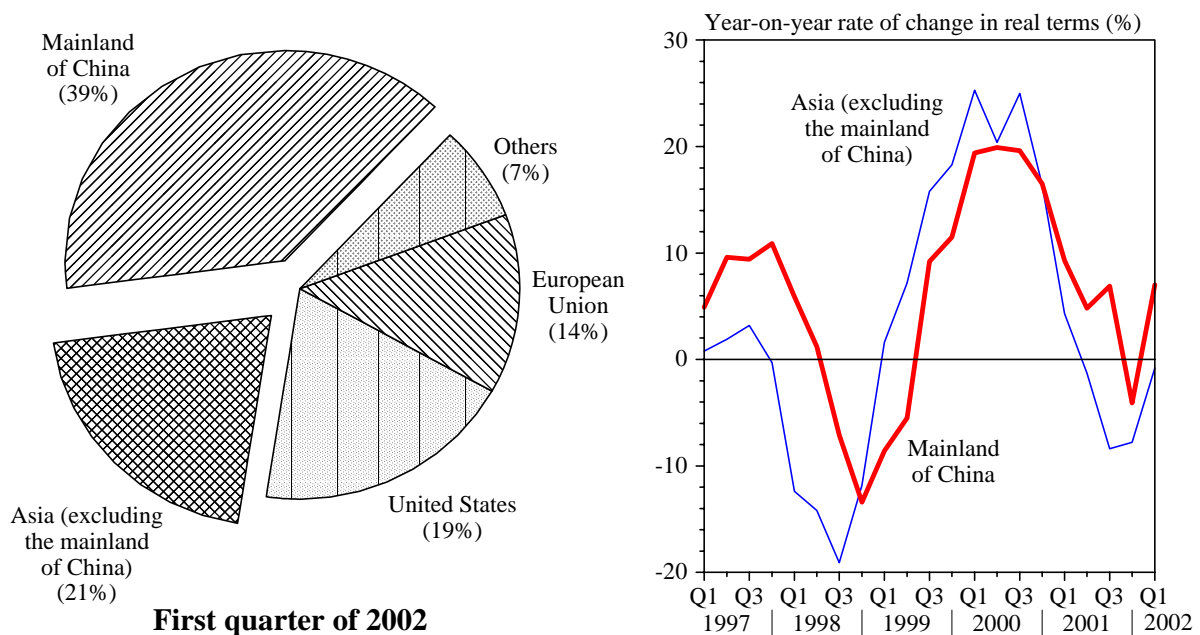 Mainland
of China
(39%)
Others
(7%)
European
Union
(14%)
United States
(19%)
Asia (excluding
the mainland
of China)
(21%)
First quarter of 2002
Year-on-year rate of change in real terms (%)
30
20
10
0
-10
-20
Asia (excluding
the mainland
of China)
Mainland
of China
Q1 Q3 Q1 Q3 Q1 Q3 Q1 Q3 Q1 Q3 Q1
1997 1998 1999 2000 2001 2002